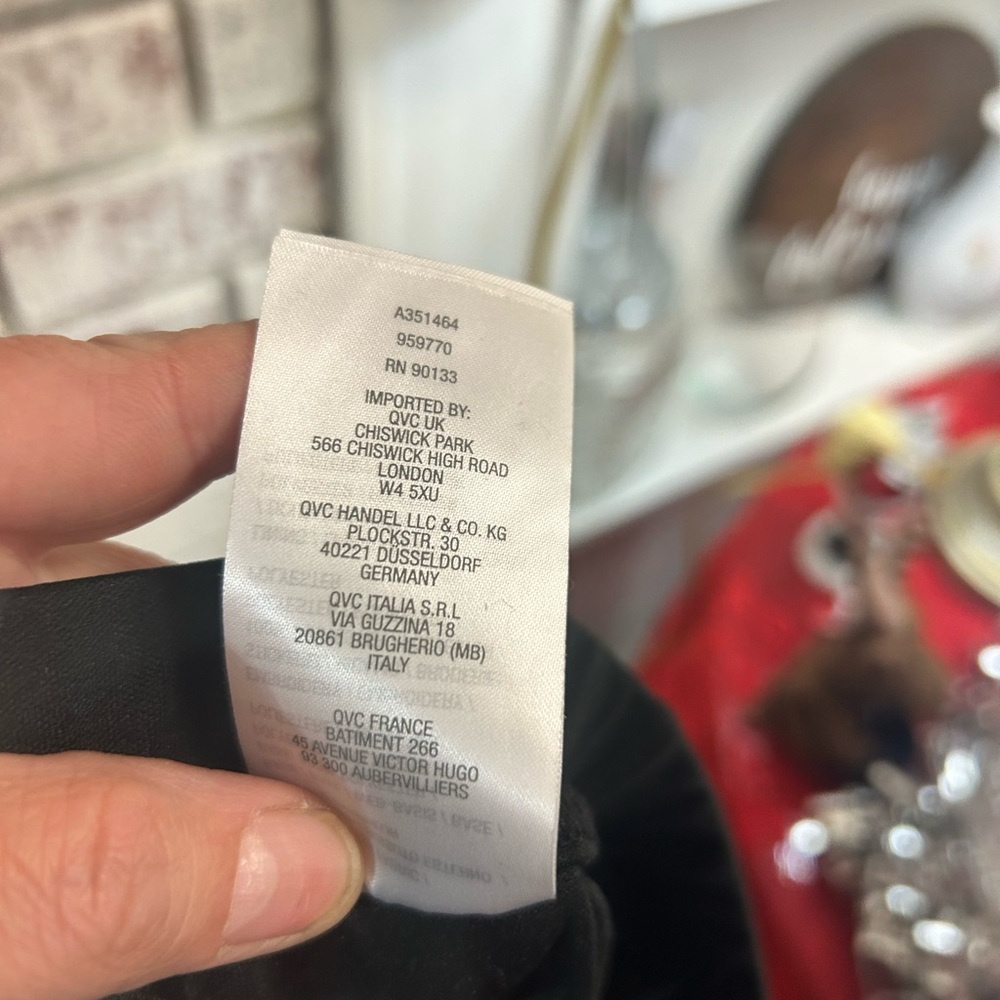 A351464
959770
RN 90133
IMPORTED BY:
QVC UK
CHISWICK PARK
566 CHISWICK HIGH ROAD
LONDON
W4 5XU
QVC HANDEL LLC & CO. KG
PLOCKSTR. 30
40221 DÜSSELDORF
GERMANY
QVC ITALIA S.R.L
VIA GUZZINA 18
20861 BRUGHERIO (MB)
ITALY
QVC FRANCE
BATIMENT 266
45 AVENUE VICTOR HUGO
93 300 AUBERVILLIERS